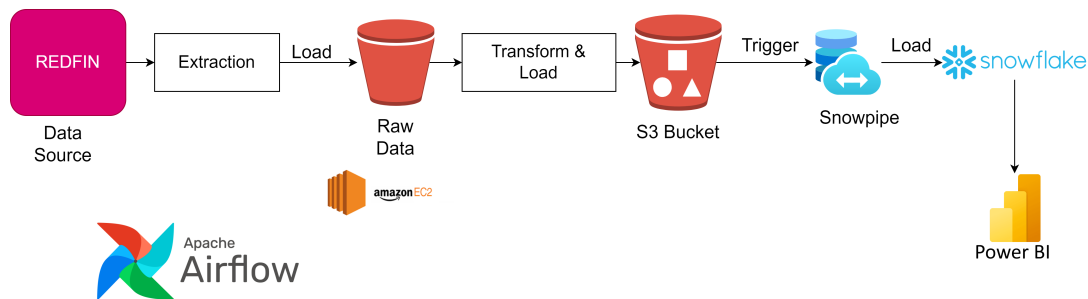 REDFIN
Data
Source
Extraction
Load
Raw
Data
amazon EC2
Transform &
Load
S3 Bucket
Trigger
Snowpipe
Load
snowflake
Power BI
Apache
Airflow